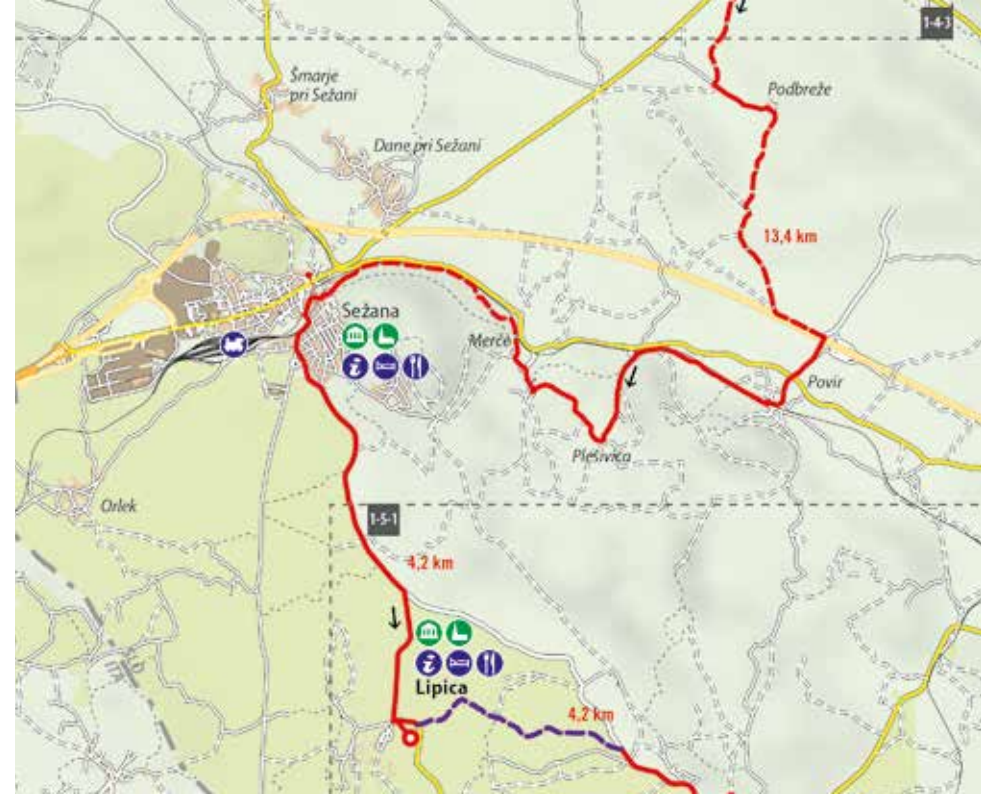 1-4-3
Šmarje
pri Sežani
Podbreže
Dane pri Sežani
13,4 km
Sežana
Merče
Povir
Plešivica
Orlek
1-5-1
4,2 km
Lipica
4,2 km